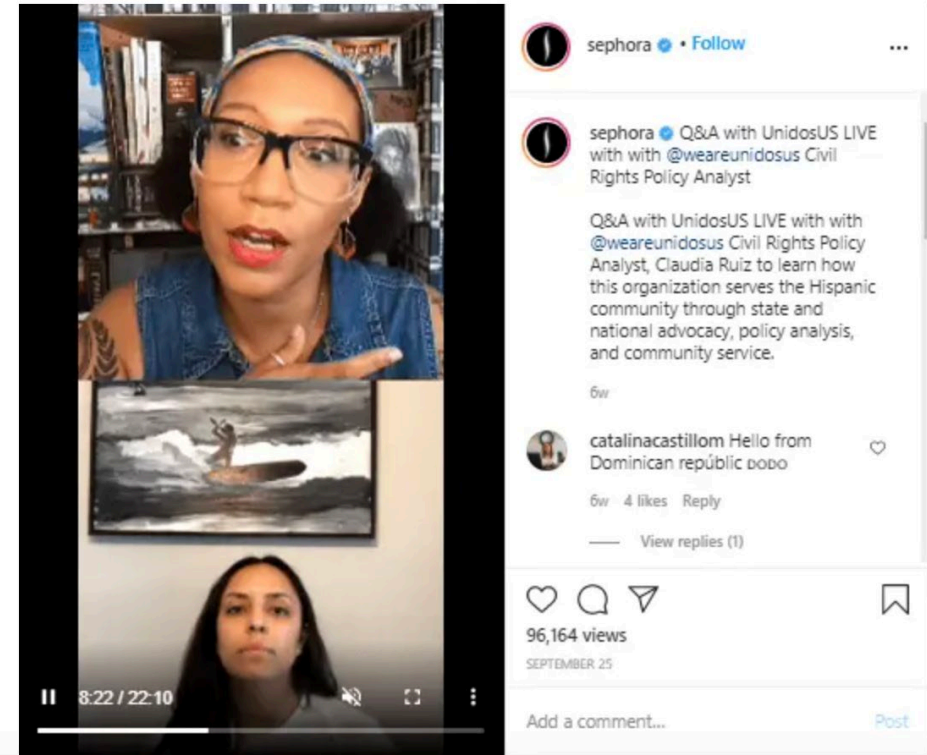 sephora • Follow
sephora Q&A with UnidosUS LIVE
with with @weareunidosus Civil
Rights Policy Analyst
Q&A with UnidosUS LIVE with with
@weareunidosus Civil Rights Policy
Analyst, Claudia Ruiz to learn how
this organization serves the Hispanic
community through state and
national advocacy, policy analysis,
and community service.
6w
catalinacastillom Hello from
Dominican repúblic DODO
6w 4 likes Reply
View replies (1)
96,164 views
SEPTEMBER 25
Add a comment... Post
8:22 / 22:10